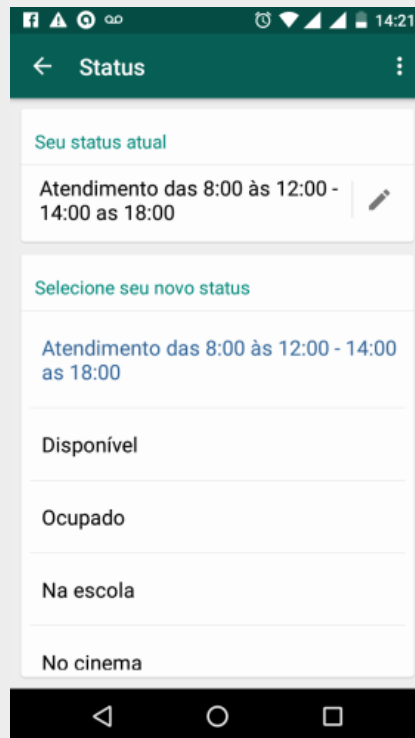 14:21
Status
Seu status atual
Atendimento das 8:00 às 12:00 -
14:00 as 18:00
Selecione seu novo status
Atendimento das 8:00 às 12:00 - 14:00
as 18:00
Disponível
Ocupado
Na escola
No cinema